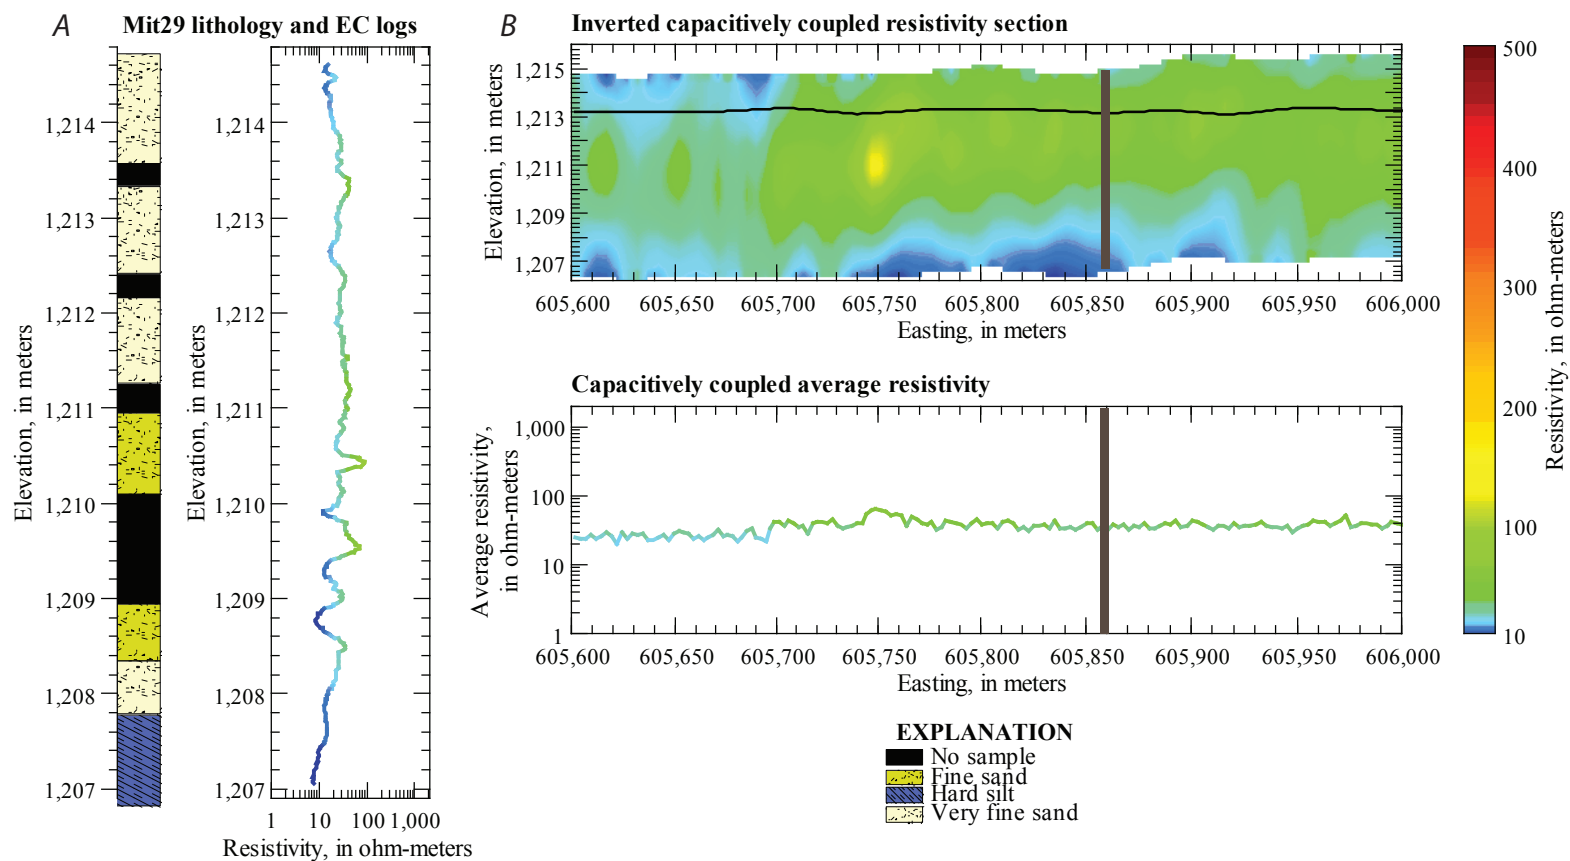 A
Mit29 lithology and EC logs
Elevation, in meters
1,214
1,213
1,212
1,211
1,210
1,209
1,208
1,207
Elevation, in meters
1,214
1,213
1,212
1,211
1,210
1,209
1,208
1,207
1 10 100 1,000
Resistivity, in ohm-meters
B
Inverted capacitively coupled resistivity section
Elevation, in meters
1,215
1,213
1,211
1,209
1,207
605,600 605,650 605,700 605,750 605,800 605,850 605,900 605,950 606,000
Easting, in meters
Capacitively coupled average resistivity
Average resistivity,
in ohm-meters
1,000
100
10
1
605,600 605,650 605,700 605,750 605,800 605,850 605,900 605,950 606,000
Easting, in meters
EXPLANATION
No sample
Fine sand
Hard silt
Very fine sand
500
400
300
200
100
10
Resistivity, in ohm-meters